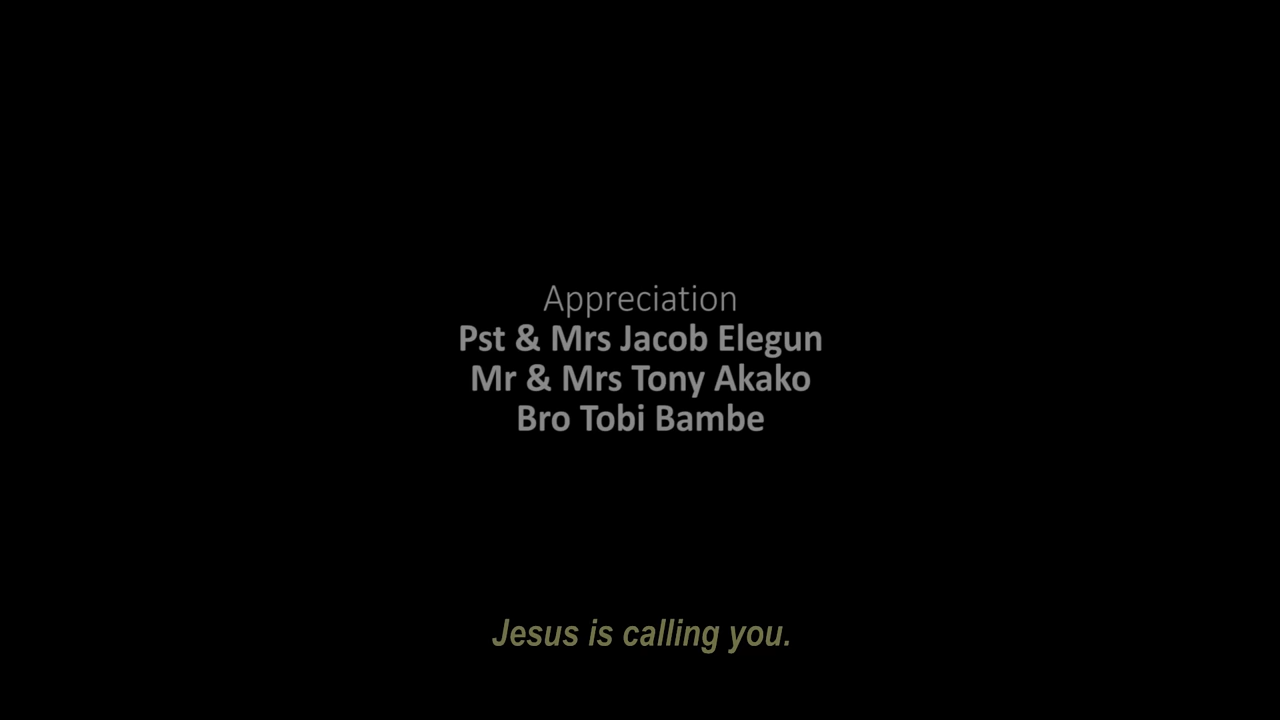 Appreciation
Pst & Mrs Jacob Elegun
Mr & Mrs Tony Akako
Bro Tobi Bambe
Jesus is calling you.